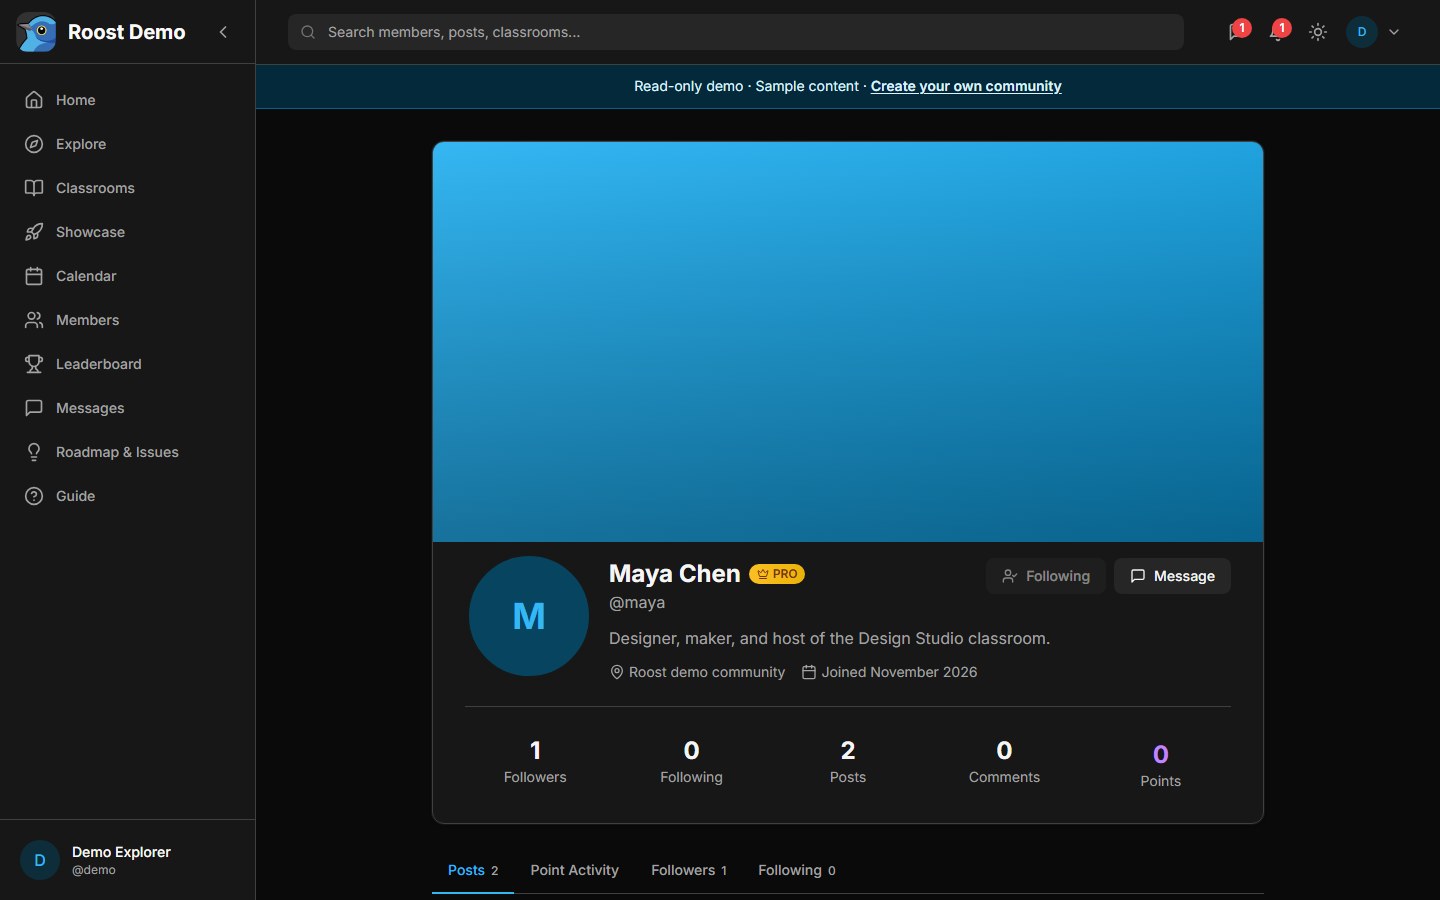 Roost Demo
Search members, posts, classrooms...
1
1
D
Read-only demo · Sample content · Create your own community
Home
Explore
Classrooms
Showcase
Calendar
Members
Leaderboard
Messages
Roadmap & Issues
Guide
M
Maya Chen PRO
@maya
Following
Message
Designer, maker, and host of the Design Studio classroom.
Roost demo community Joined November 2026
1
Followers
0
Following
2
Posts
0
Comments
0
Points
Posts 2
Point Activity
Followers 1
Following 0
D
Demo Explorer
@demo